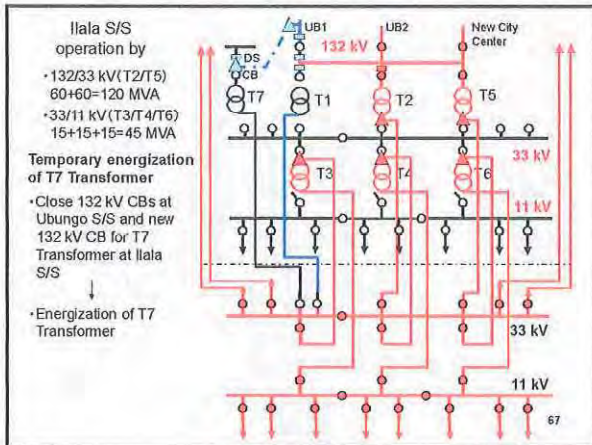 Ilala S/S
operation by
•132/33 kV(T2/T5)
60+60=120 MVA
•33/11 kV(T3/T4/T6)
15+15+15=45 MVA
Temporary energization
of T7 Transformer
•Close 132 kV CBs at
Ubungo S/S and new
132 kV CB for T7
Transformer at Ilala
S/S
•Energization of T7
Transformer
UB1
UB2
New City
Center
132 kV
DS
CB
T7
T1
T2
T5
33 kV
T3
T4
T6
11 kV
33 kV
11 kV
67